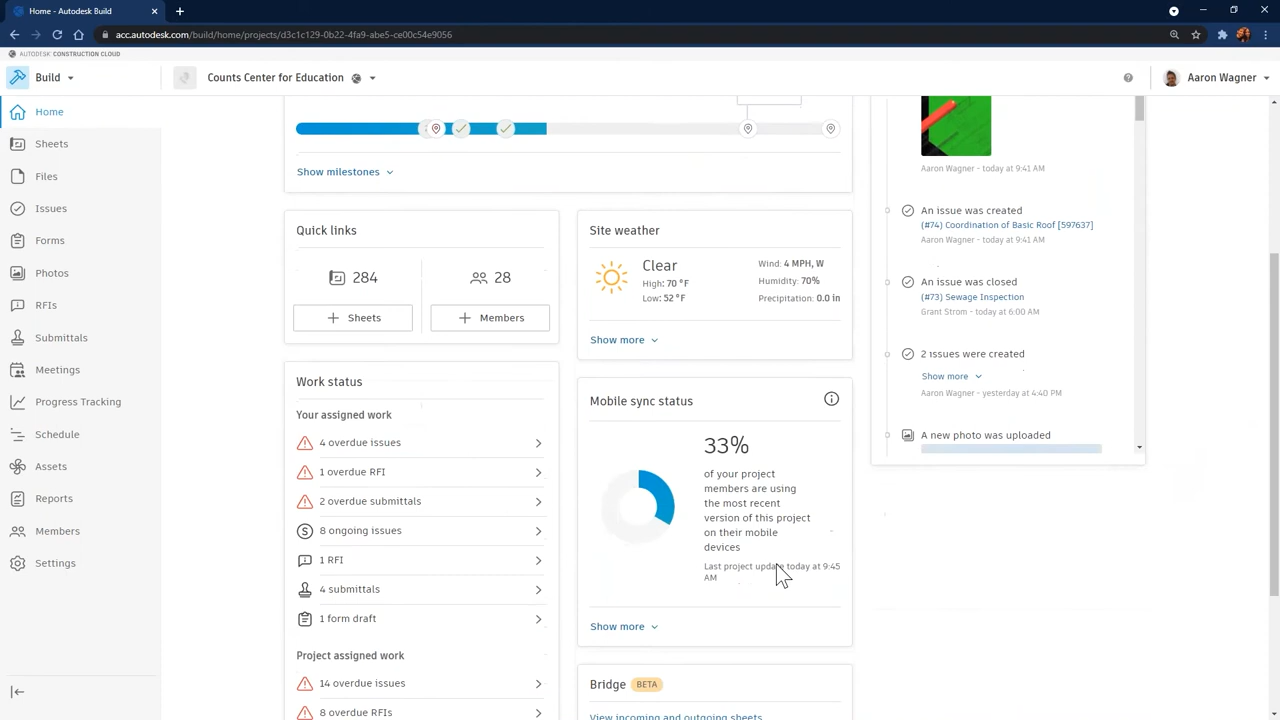 Home - Autodesk Build
acc.autodesk.com/build/home/projects/d3c1c129-0b22-4fa9-abe5-ce00c54e9056
AUTODESK CONSTRUCTION CLOUD
Build
Counts Center for Education
Aaron Wagner
Home
Sheets
Files
Issues
Forms
Photos
RFIs
Submittals
Meetings
Progress Tracking
Schedule
Assets
Reports
Members
Settings
Show milestones
Quick links
284
28
Sheets
Members
Work status
Your assigned work
4 overdue issues
1 overdue RFI
2 overdue submittals
8 ongoing issues
1 RFI
4 submittals
1 form draft
Project assigned work
14 overdue issues
8 overdue RFIs
Site weather
Clear
High: 70 °F
Low: 52 °F
Wind: 4 MPH, W
Humidity: 70%
Precipitation: 0.0 in
Show more
Mobile sync status
33%
of your project
members are using
the most recent
version of this project
on their mobile
devices
Last project update today at 9:45
AM
Show more
Bridge BETA
View incoming and outgoing sheets
Aaron Wagner - today at 9:41 AM
An issue was created
(#74) Coordination of Basic Roof [597637]
Aaron Wagner - today at 9:41 AM
An issue was closed
(#73) Sewage Inspection
Grant Strom - today at 6:00 AM
2 issues were created
Show more
Aaron Wagner - yesterday at 4:40 PM
A new photo was uploaded